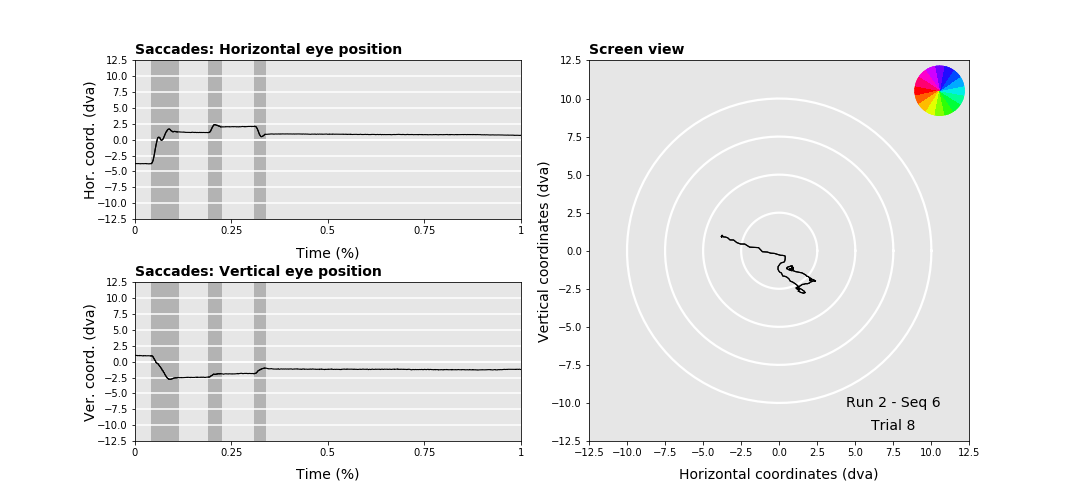 Saccades: Horizontal eye position
12.5
10.0
7.5
5.0
2.5
0.0
−2.5
−5.0
−7.5
−10.0
−12.5
Hor. coord. (dva)
0 0.25 0.5 0.75 1
Time (%)
Saccades: Vertical eye position
12.5
10.0
7.5
5.0
2.5
0.0
−2.5
−5.0
−7.5
−10.0
−12.5
Ver. coord. (dva)
0 0.25 0.5 0.75 1
Time (%)
Screen view
12.5
10.0
7.5
5.0
2.5
0.0
−2.5
−5.0
−7.5
−10.0
−12.5
Vertical coordinates (dva)
Run 2 - Seq 6
Trial 8
−12.5 −10.0 −7.5 −5.0 −2.5 0.0 2.5 5.0 7.5 10.0 12.5
Horizontal coordinates (dva)